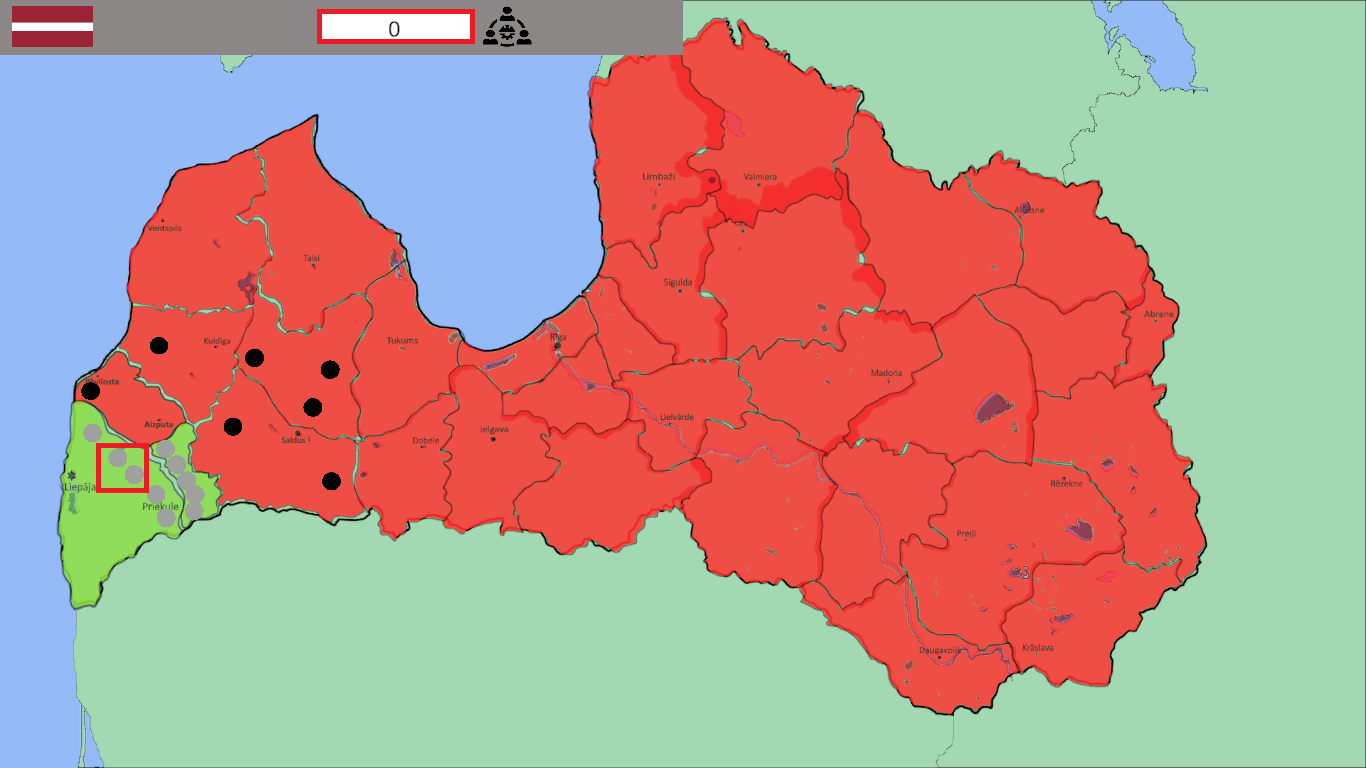 0
Limbaži
Valmiera
Alūksne
Ventspils
Talsi
Sigulda
Abrene
Kuldīga
Tukums
Rīga
Madona
Pāvilosta
Aizpute
Lielvārde
Saldus
Dobele
Jelgava
Liepāja
Rēzekne
Priekule
Preiļi
Daugavpils
Krāslava